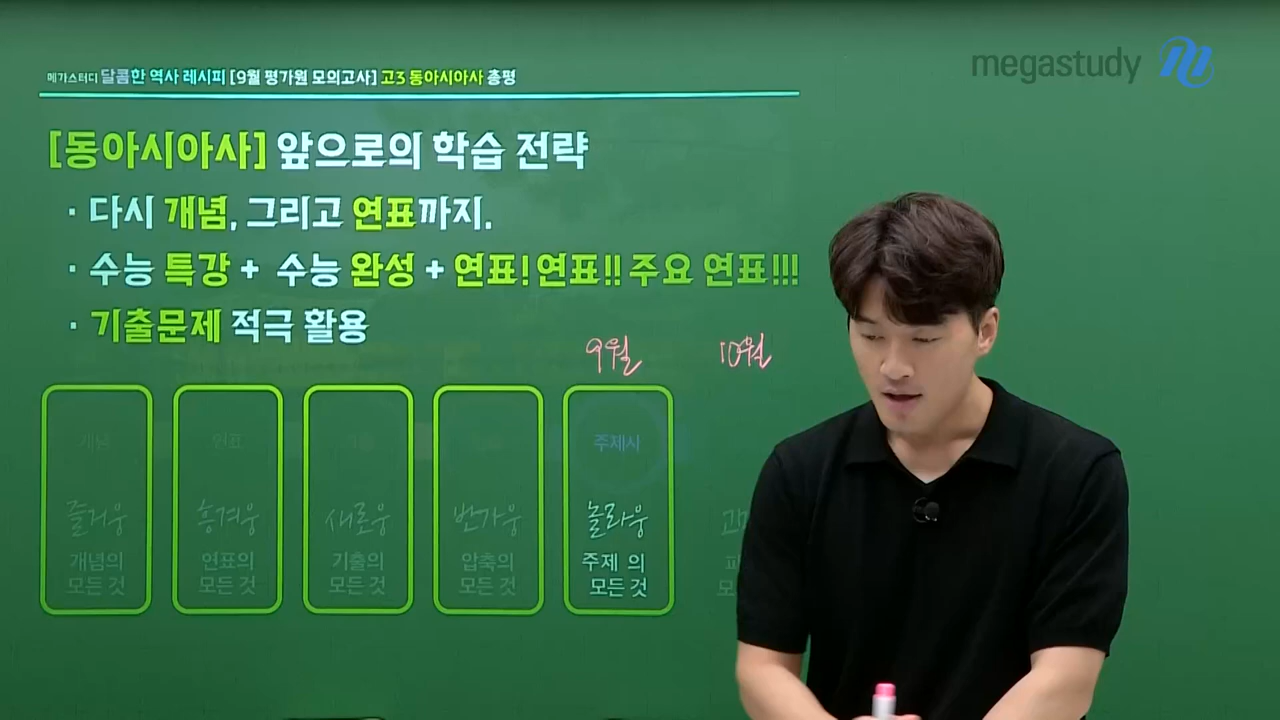 megastudy
메가스터디 달콤한 역사 레시피 [9월 평가원 모의고사] 고3 동아시아사 총평
[동아시아사] 앞으로의 학습 전략
· 다시 개념, 그리고 연표까지.
· 수능 특강 + 수능 완성 + 연표! 연표!! 주요 연표!!!
· 기출문제 적극 활용
9월 10월
개념 연표 주제사
즐거웅 흥겨웅 새로웅 반가웅 놀라웅
개념의 연표의 기출의 압축의 주제 의
모든 것 모든 것 모든 것 모든 것 모든 것